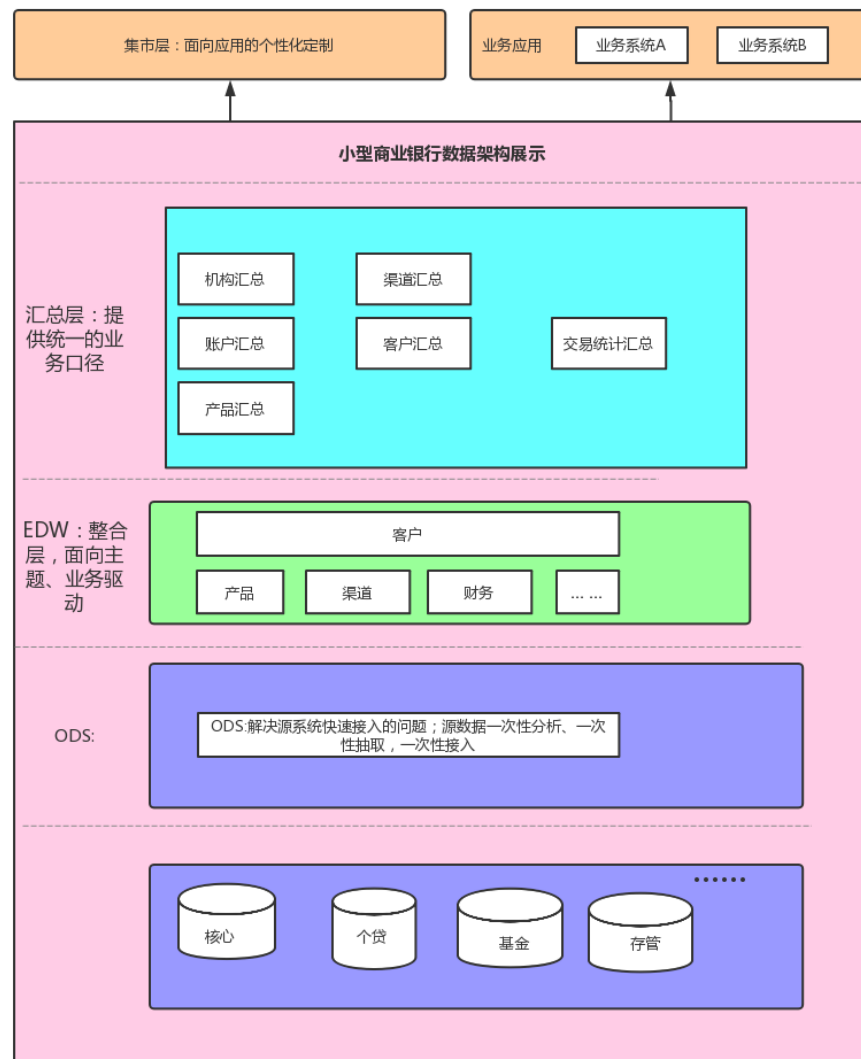 集市层：面向应用的个性化定制
业务应用
业务系统A
业务系统B
小型商业银行数据架构展示
汇总层：提
供统一的业
务口径
机构汇总
渠道汇总
账户汇总
客户汇总
交易统计汇总
产品汇总
EDW：整合
层，面向主
题、业务驱
动
客户
产品
渠道
财务
... ...
ODS:
ODS:解决源系统快速接入的问题；源数据一次性分析、一次
性抽取，一次性接入
······
核心
个贷
基金
存管